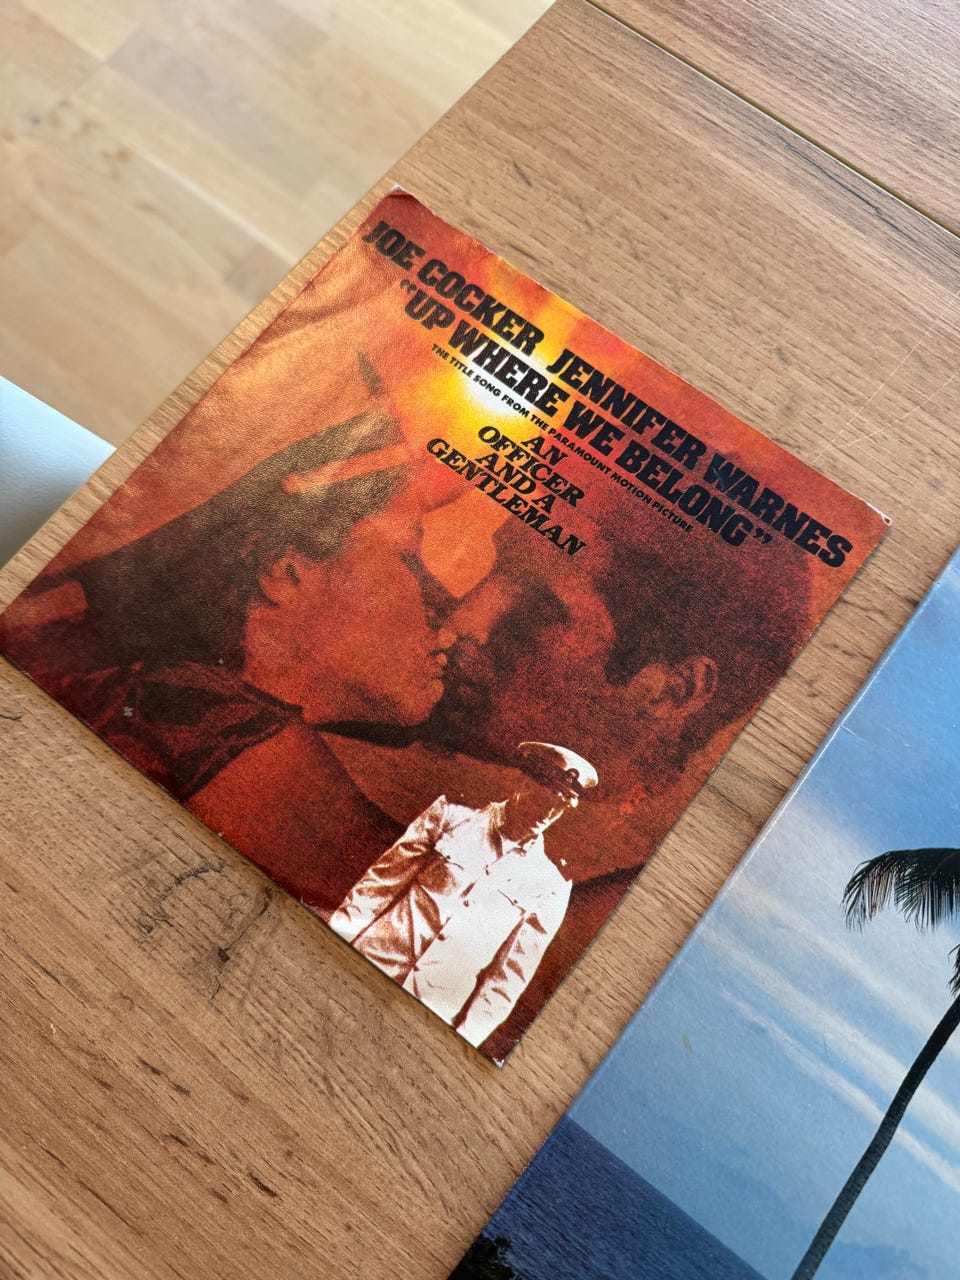 JOE COCKER JENNIFER WARNES
"UP WHERE WE BELONG"
THE TITLE SONG FROM THE PARAMOUNT MOTION PICTURE
AN
OFFICER
AND A
GENTLEMAN